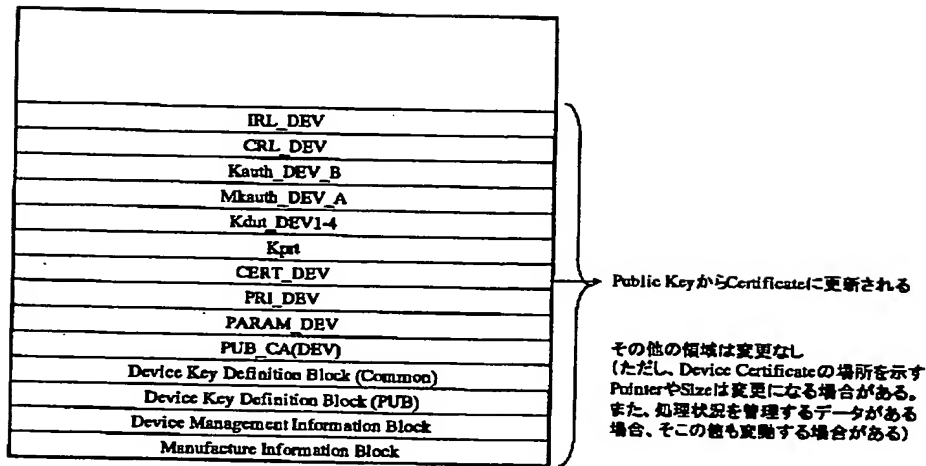 IRL_DEV
CRL_DEV
Kauth_DEV_B
Mkauth_DEV_A
Kdut_DEV1-4
Kprt
CERT_DEV
PRI_DEV
PARAM_DEV
PUB_CA(DEV)
Device Key Definition Block (Common)
Device Key Definition Block (PUB)
Device Management Information Block
Manufacture Information Block
Public KeyからCertificateに更新される
その他の領域は変更なし
(ただし、Device Certificateの場所を示す
PointerやSizeは変更になる場合がある。
また、処理状況を管理するデータがある
場合、そこの値も変動する場合がある)